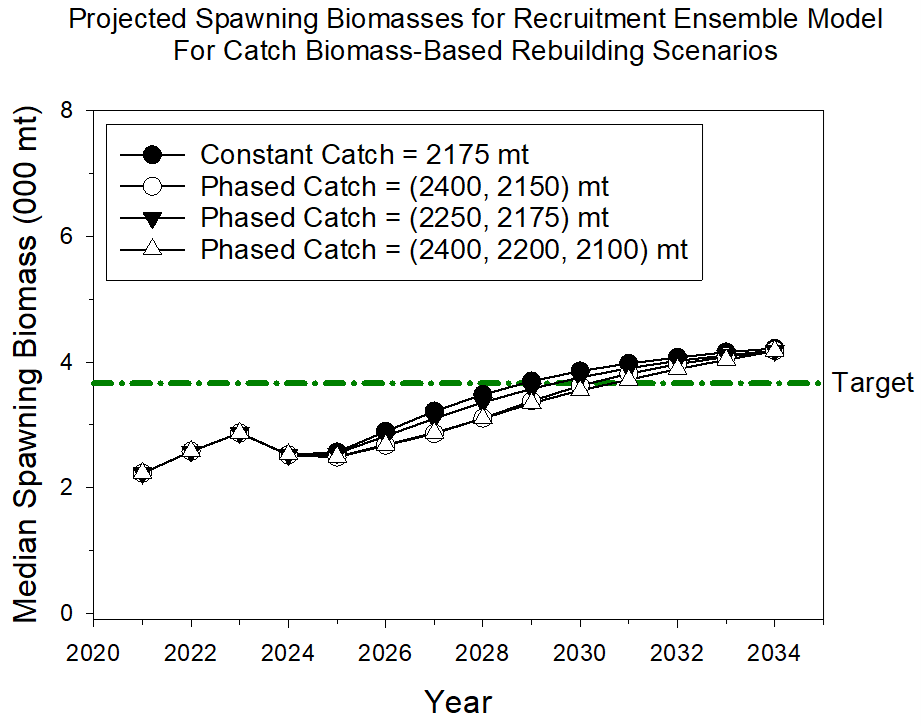 Projected Spawning Biomasses for Recruitment Ensemble Model
For Catch Biomass-Based Rebuilding Scenarios
Median Spawning Biomass (000 mt)
8
6
4
2
0
Constant Catch = 2175 mt
Phased Catch = (2400, 2150) mt
Phased Catch = (2250, 2175) mt
Phased Catch = (2400, 2200, 2100) mt
Target
2020 2022 2024 2026 2028 2030 2032 2034
Year